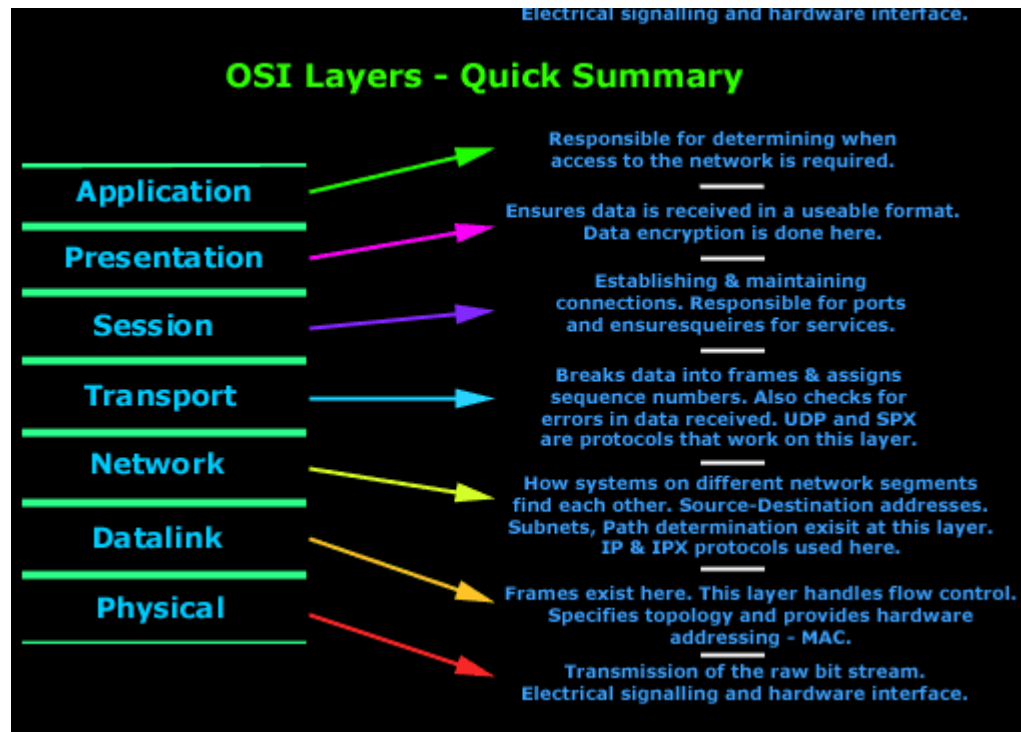 Electrical signalling and hardware interface.
OSI Layers - Quick Summary
Application
Responsible for determining when
access to the network is required.
Presentation
Ensures data is received in a useable format.
Data encryption is done here.
Session
Establishing & maintaining
connections. Responsible for ports
and ensuresqueires for services.
Transport
Breaks data into frames & assigns
sequence numbers. Also checks for
errors in data received. UDP and SPX
are protocols that work on this layer.
Network
How systems on different network segments
find each other. Source-Destination addresses.
Subnets, Path determination exisit at this layer.
IP & IPX protocols used here.
Datalink
Frames exist here. This layer handles flow control.
Specifies topology and provides hardware
addressing - MAC.
Physical
Transmission of the raw bit stream.
Electrical signalling and hardware interface.